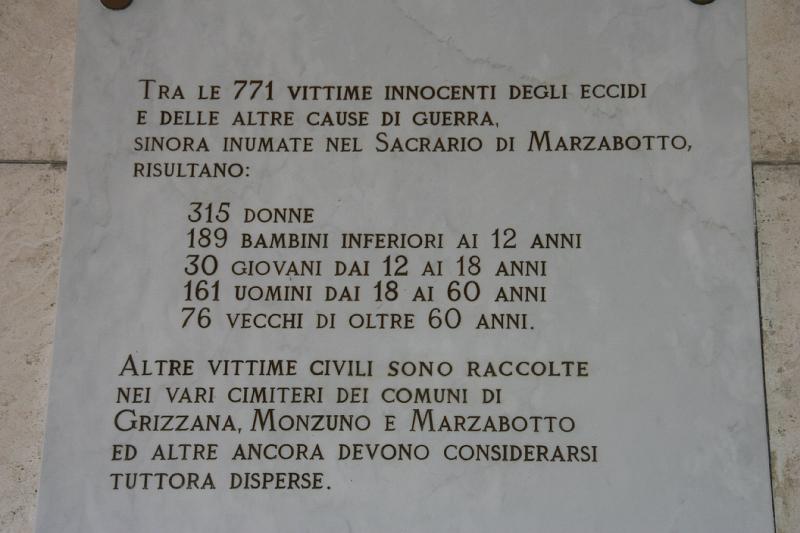 Tra le 771 vittime innocenti degli eccidi
e delle altre cause di guerra,
sinora inumate nel Sacrario di Marzabotto,
risultano:
315 donne
189 bambini inferiori ai 12 anni
30 giovani dai 12 ai 18 anni
161 uomini dai 18 ai 60 anni
76 vecchi di oltre 60 anni.
Altre vittime civili sono raccolte
nei vari cimiteri dei comuni di
Grizzana, Monzuno e Marzabotto
ed altre ancora devono considerarsi
tuttora disperse.